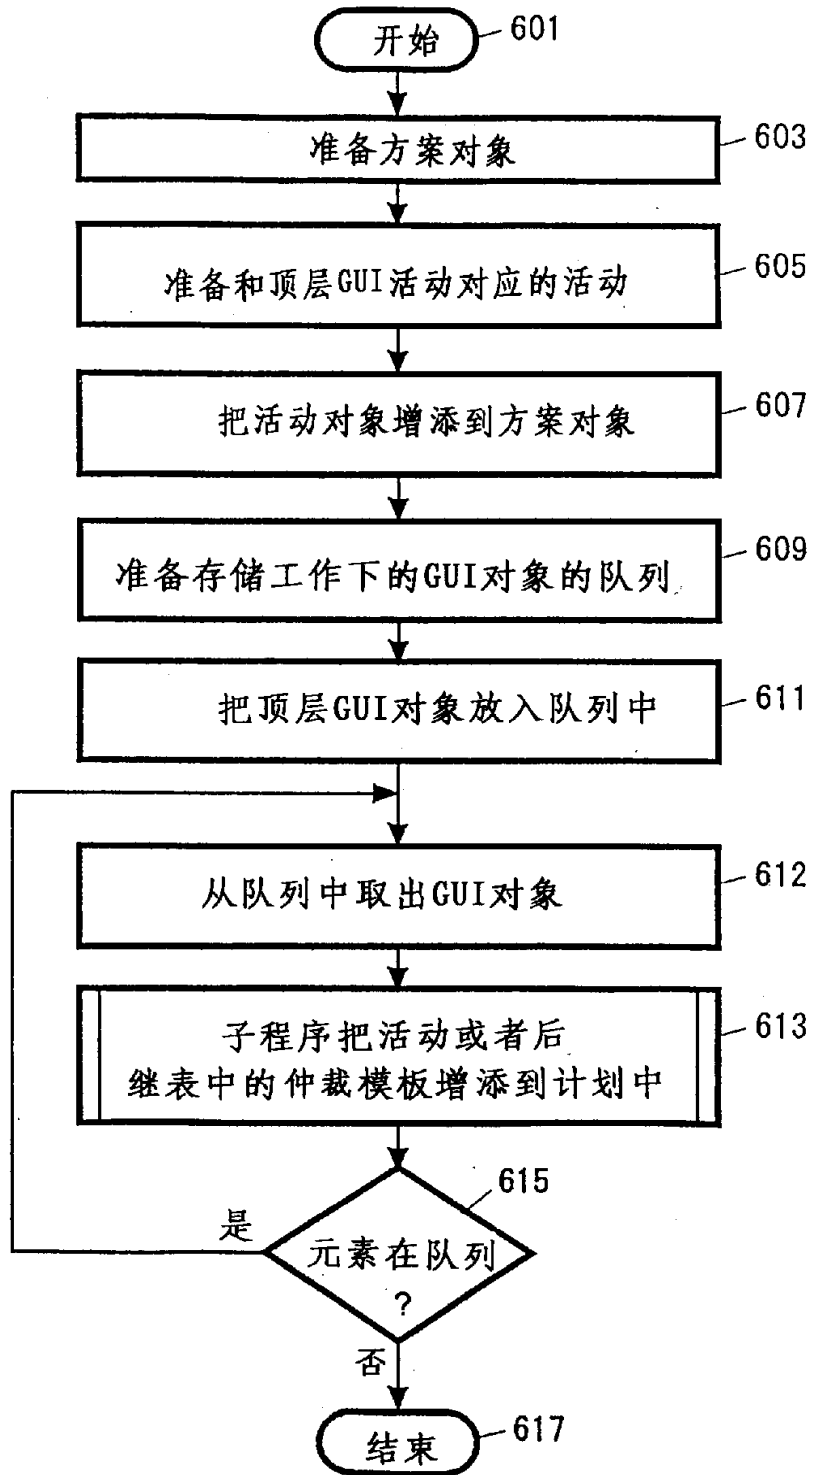 开始
601
准备方案对象
603
准备和顶层GUI活动对应的活动
605
把活动对象增添到方案对象
607
准备存储工作下的GUI对象的队列
609
把顶层GUI对象放入队列中
611
从队列中取出GUI对象
612
子程序把活动或者后
继表中的仲裁模板增添到计划中
613
615
是
元素在队列
?
否
结束
617